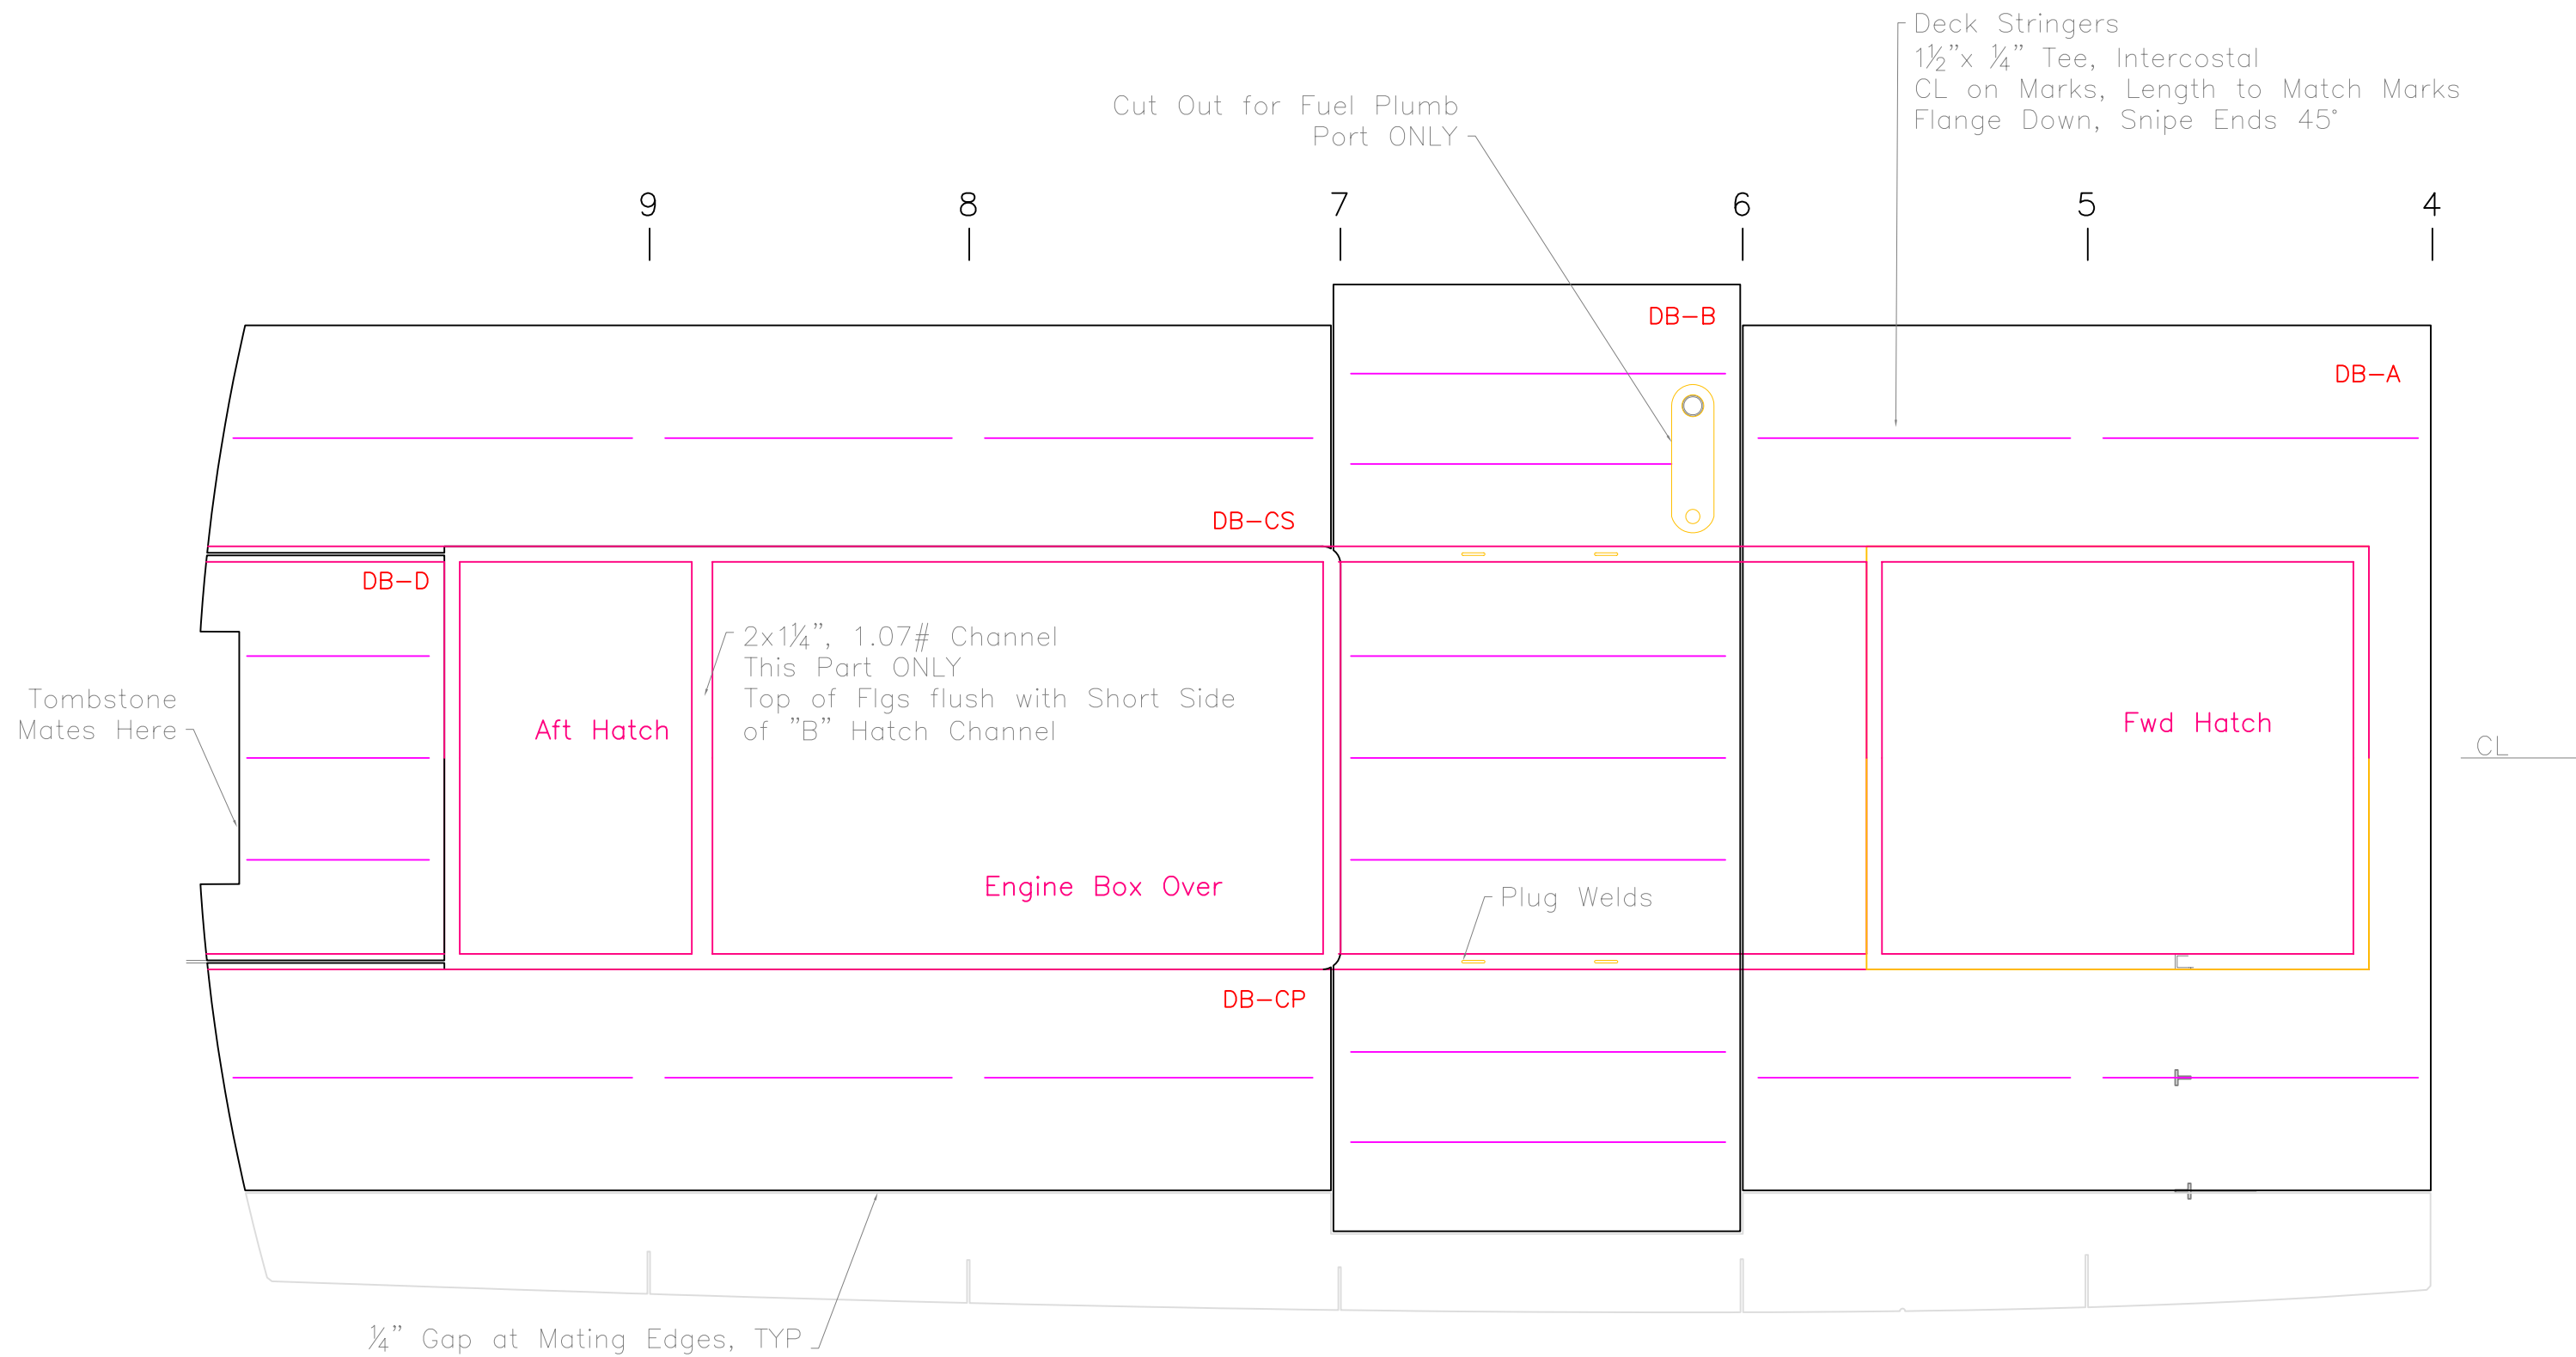 Deck Stringers
1½"x ¼" Tee, Intercostal
CL on Marks, Length to Match Marks
Flange Down, Snipe Ends 45°
Cut Out for Fuel Plumb
Port ONLY
9 8 7 6 5 4
DB-B
DB-A
DB-CS
DB-D
2x1¼", 1.07# Channel
This Part ONLY
Top of Flgs flush with Short Side
of "B" Hatch Channel
Tombstone
Mates Here
Aft Hatch
Fwd Hatch
CL
Engine Box Over
Plug Welds
DB-CP
¼" Gap at Mating Edges, TYP